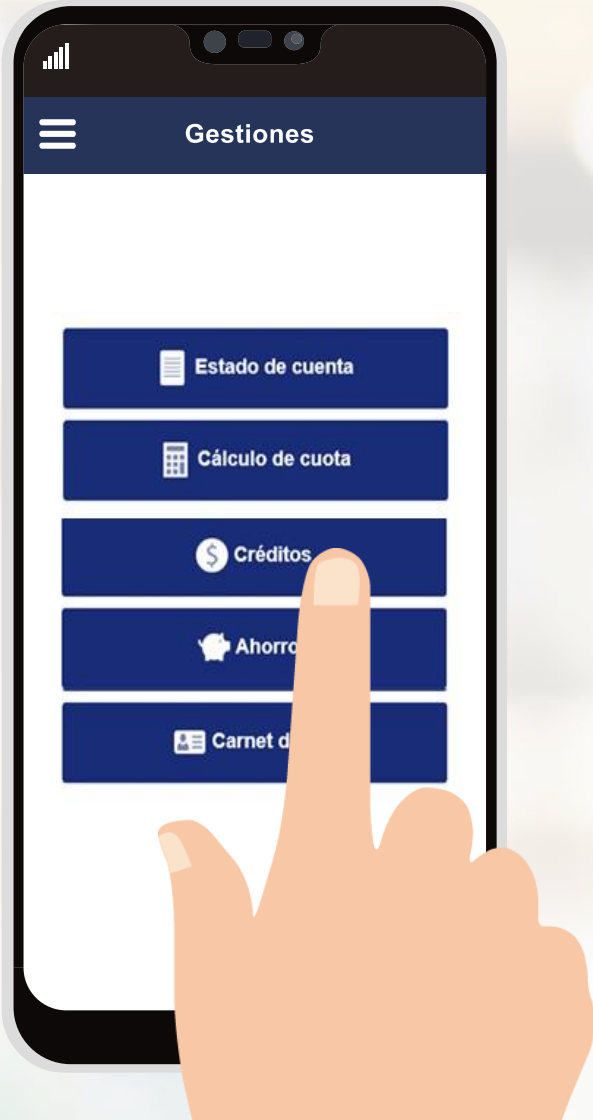 Gestiones
Estado de cuenta
Cálculo de cuota
$ Créditos
Ahorro
Carnet d